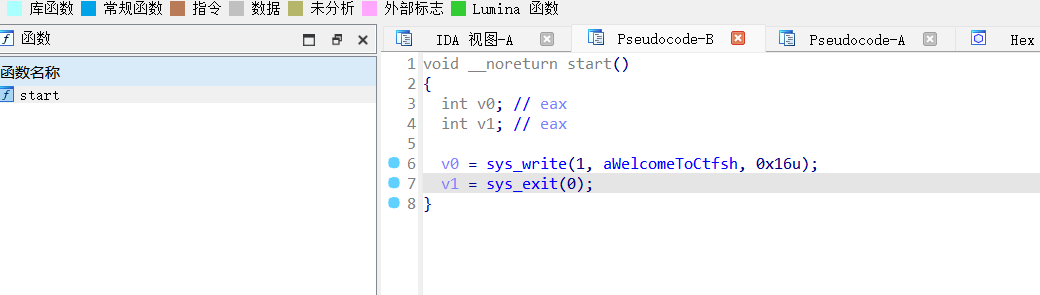 库函数 常规函数 指令 数据 未分析 外部标志 Lumina 函数
函数 IDA 视图-A Pseudocode-B Pseudocode-A Hex
函数名称
start
1 void __noreturn start()
2 {
3 int v0; // eax
4 int v1; // eax
5
6 v0 = sys_write(1, aWelcomeToCtfsh, 0x16u);
7 v1 = sys_exit(0);
8 }